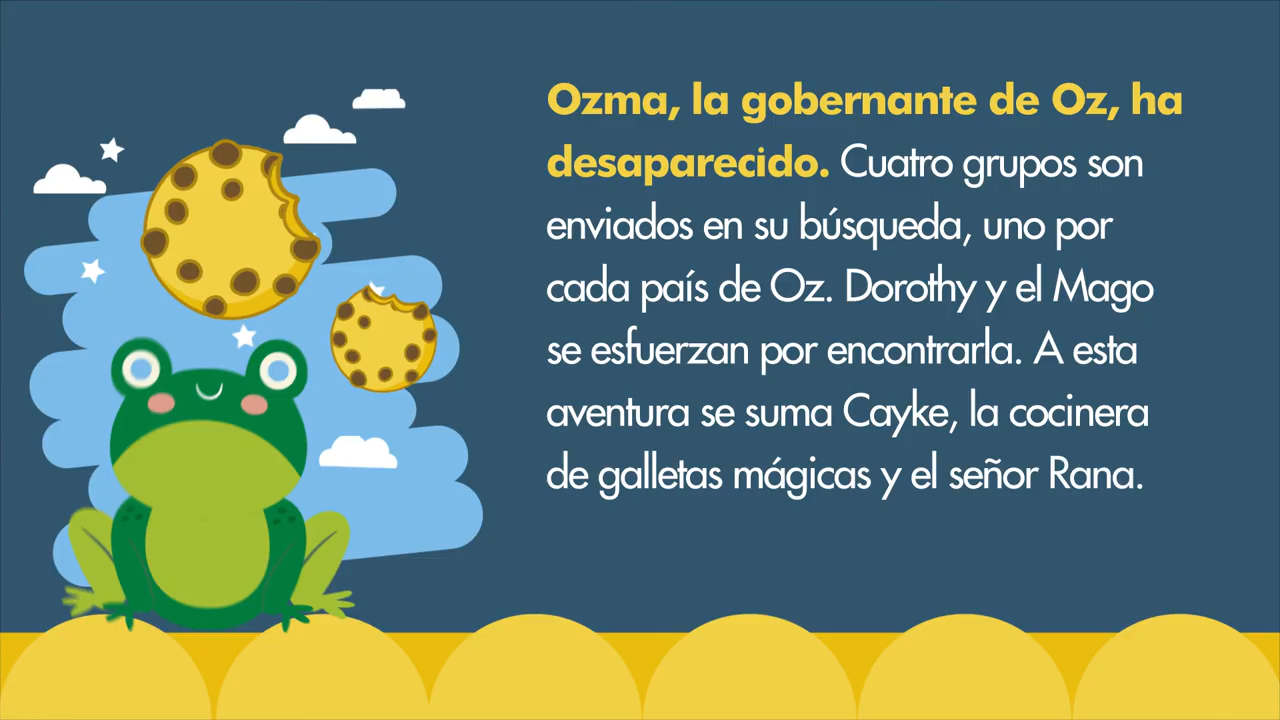 Ozma, la gobernante de Oz, ha
desaparecido. Cuatro grupos son
enviados en su búsqueda, uno por
cada país de Oz. Dorothy y el Mago
se esfuerzan por encontrarla. A esta
aventura se suma Cayke, la cocinera
de galletas mágicas y el señor Rana.